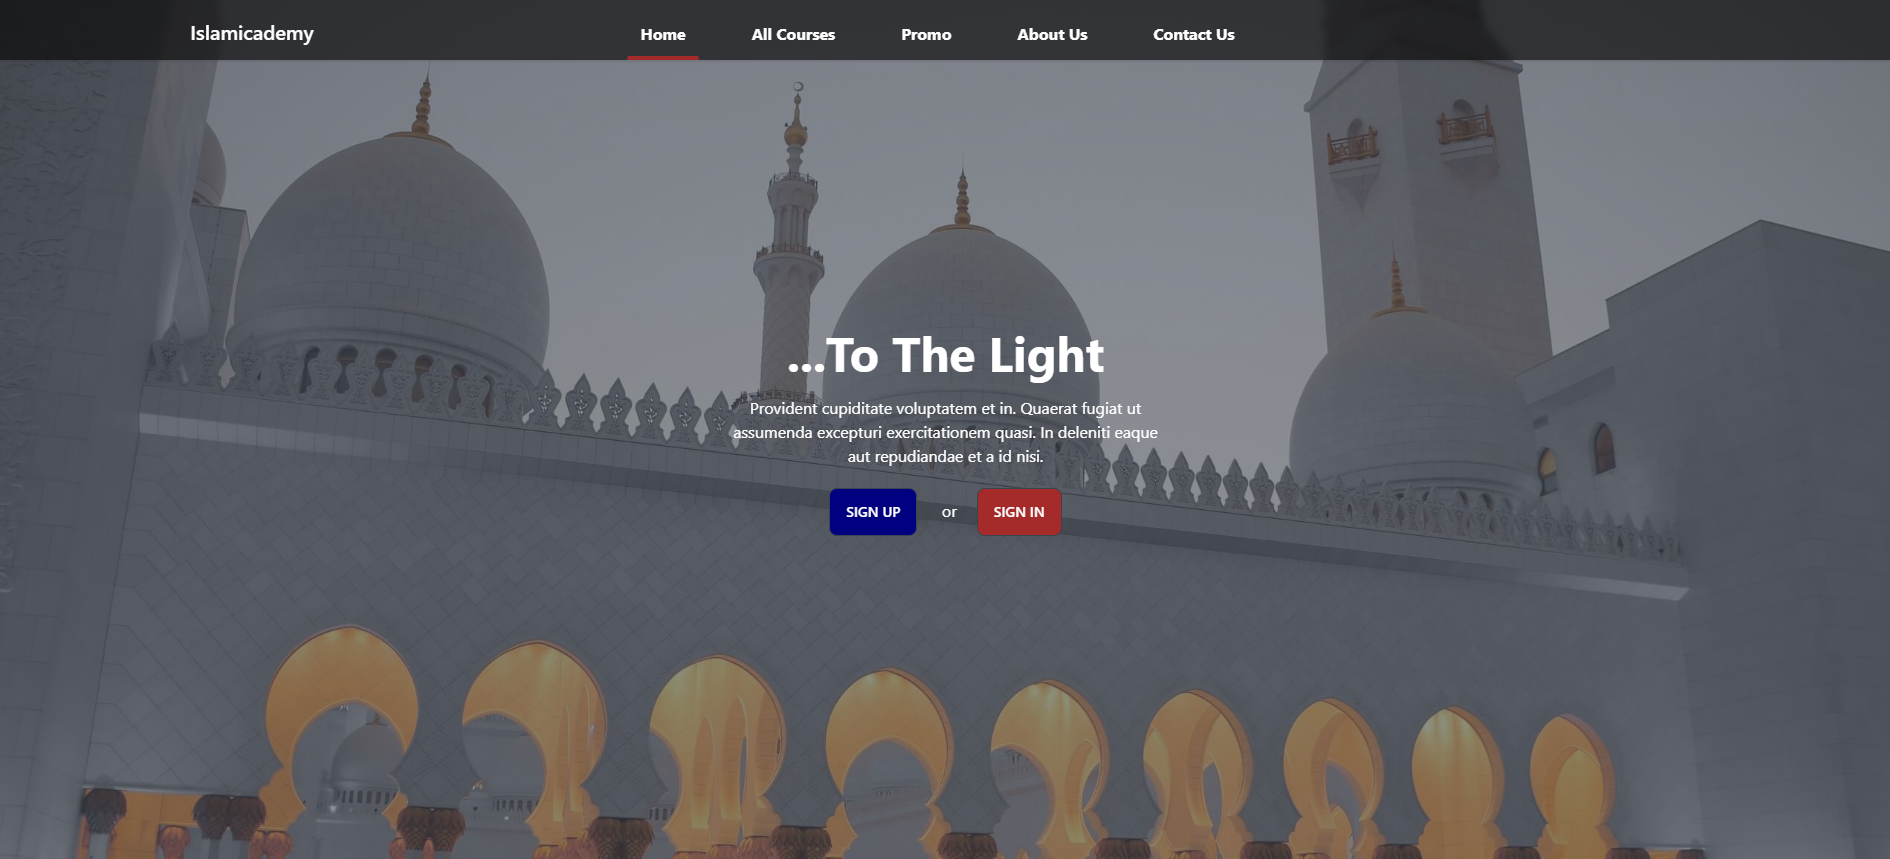 Islamicademy
Home All Courses Promo About Us Contact Us
...To The Light
Provident cupiditate voluptatem et in. Quaerat fugiat ut
assumenda excepturi exercitationem quasi. In deleniti eaque
aut repudiandae et a id nisi.
SIGN UP or SIGN IN